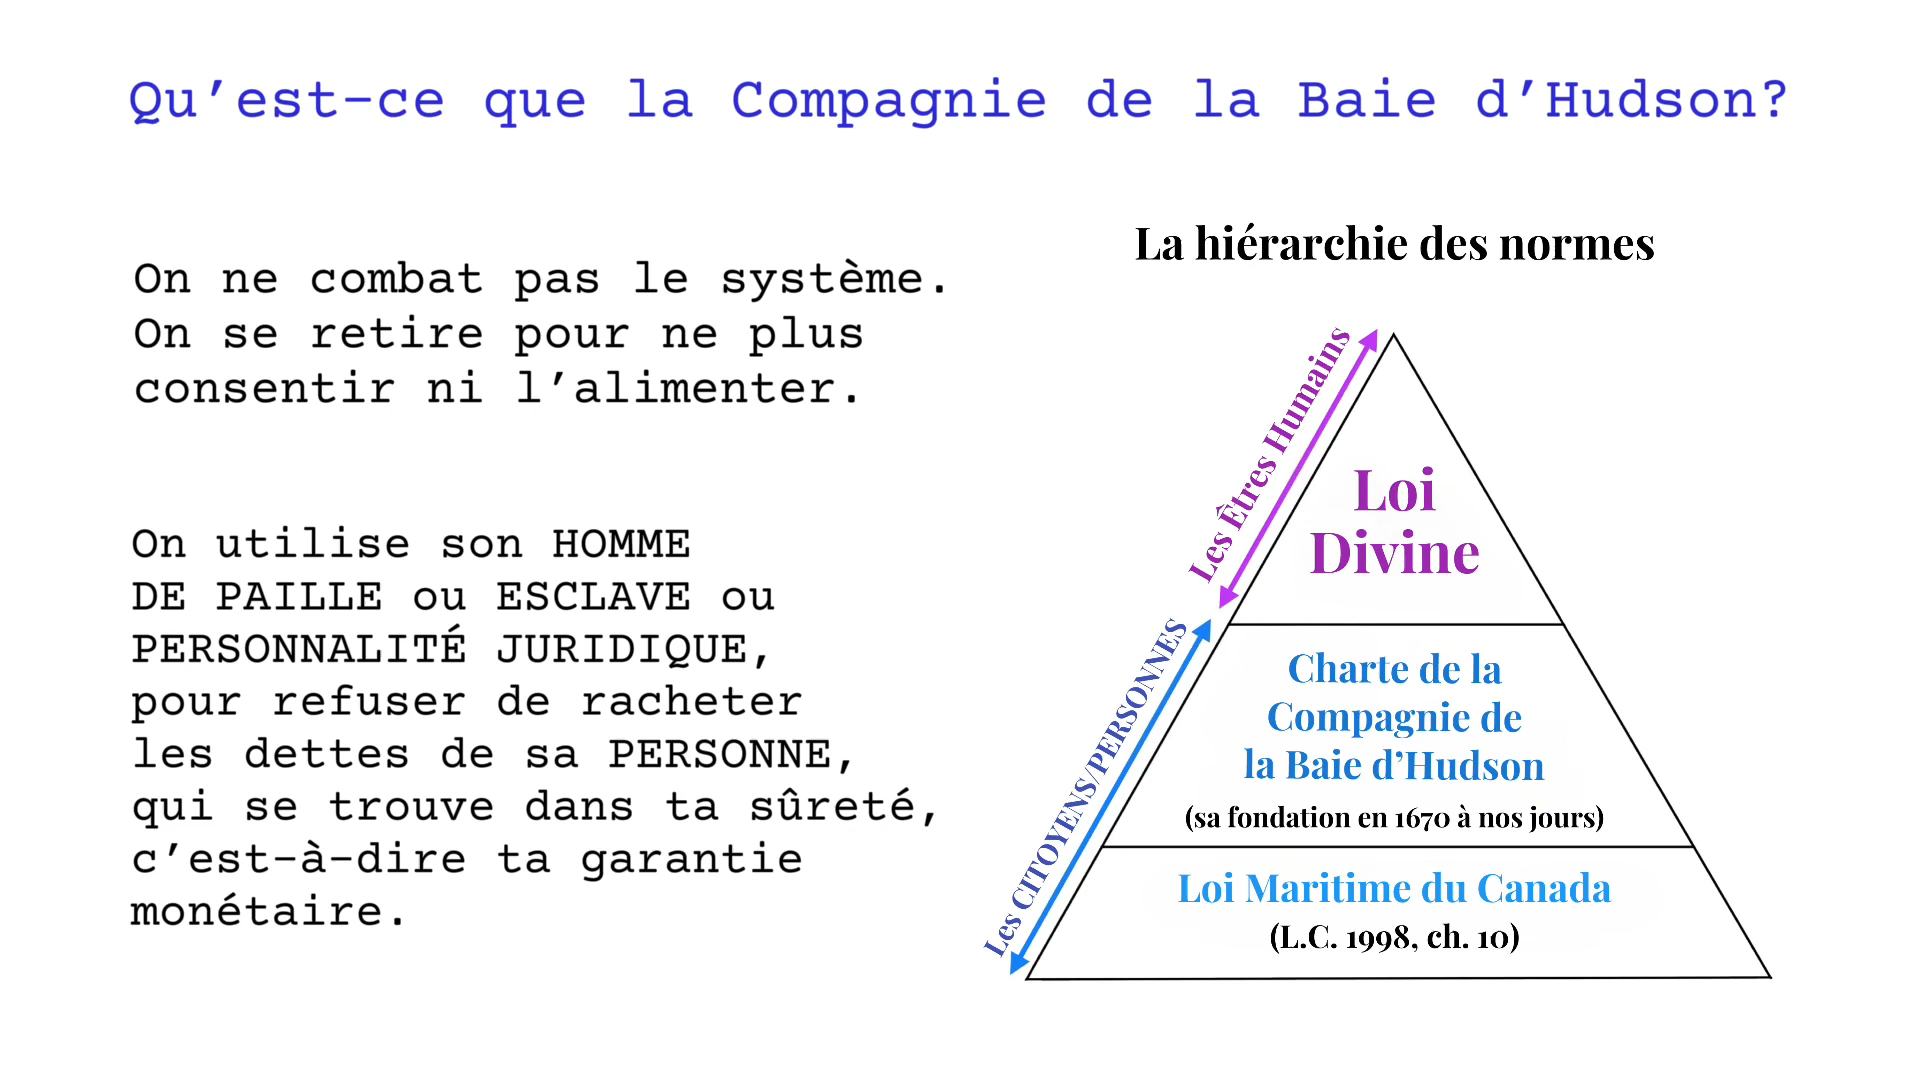 Qu’est-ce que la Compagnie de la Baie d’Hudson?
On ne combat pas le système.
On se retire pour ne plus
consentir ni l’alimenter.
On utilise son HOMME
DE PAILLE ou ESCLAVE ou
PERSONNALITÉ JURIDIQUE,
pour refuser de racheter
les dettes de sa PERSONNE,
qui se trouve dans ta sûreté,
c’est-à-dire ta garantie
monétaire.
La hiérarchie des normes
Les Êtres Humains
Loi
Divine
Les CITOYENS/PERSONNES
Charte de la
Compagnie de
la Baie d’Hudson
(sa fondation en 1670 à nos jours)
Loi Maritime du Canada
(L.C. 1998, ch. 10)